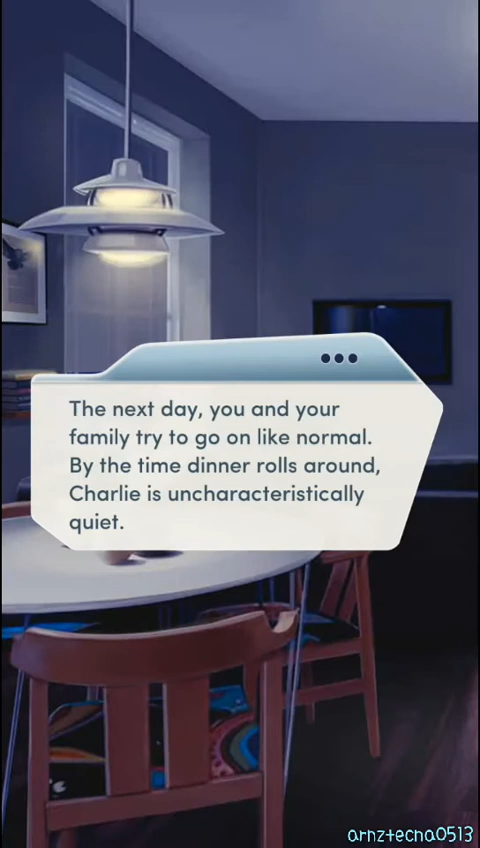 The next day, you and your
family try to go on like normal.
By the time dinner rolls around,
Charlie is uncharacteristically
quiet.
arnztecna0513